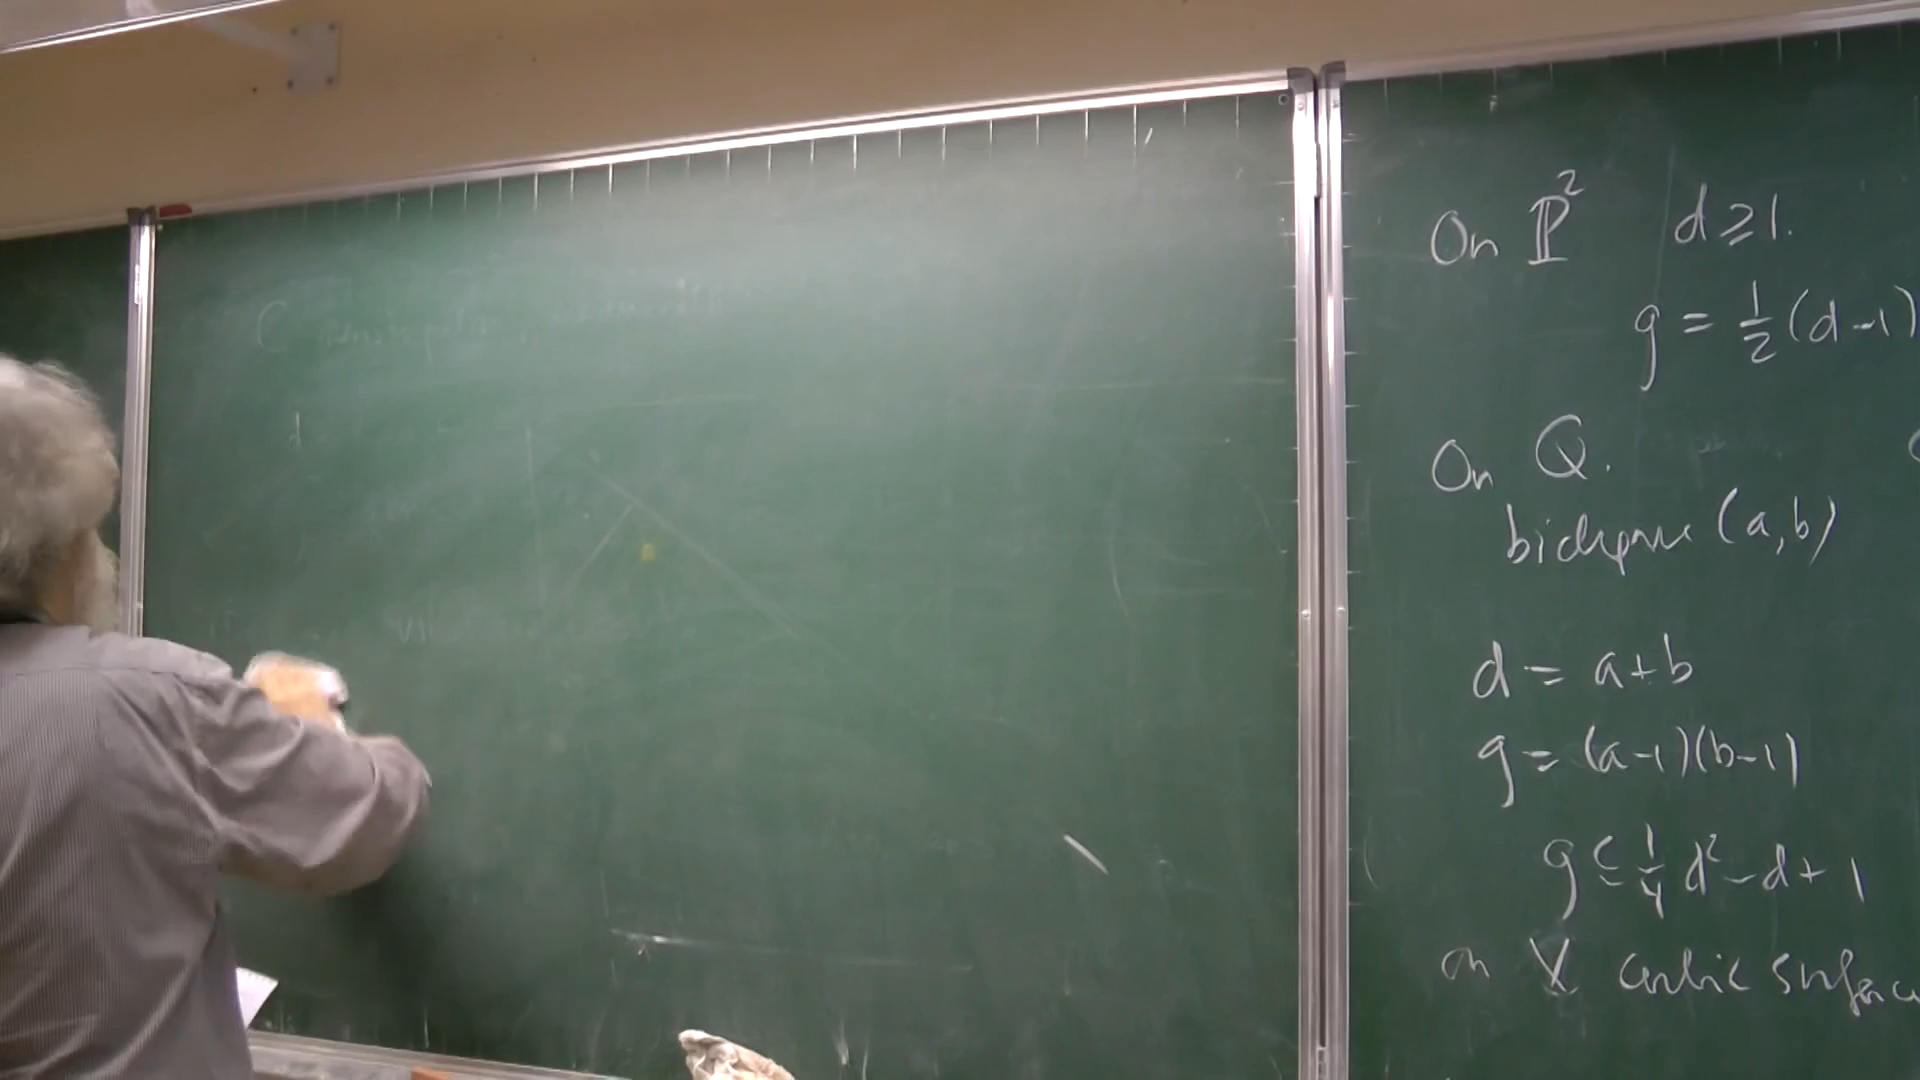 On ℙ² d ≥ 1.
g = ½(d-1)
On Q.
bidegree (a,b)
d = a+b
g = (a-1)(b-1)
g ≤ ¼ d² - d + 1
on X cubic surface